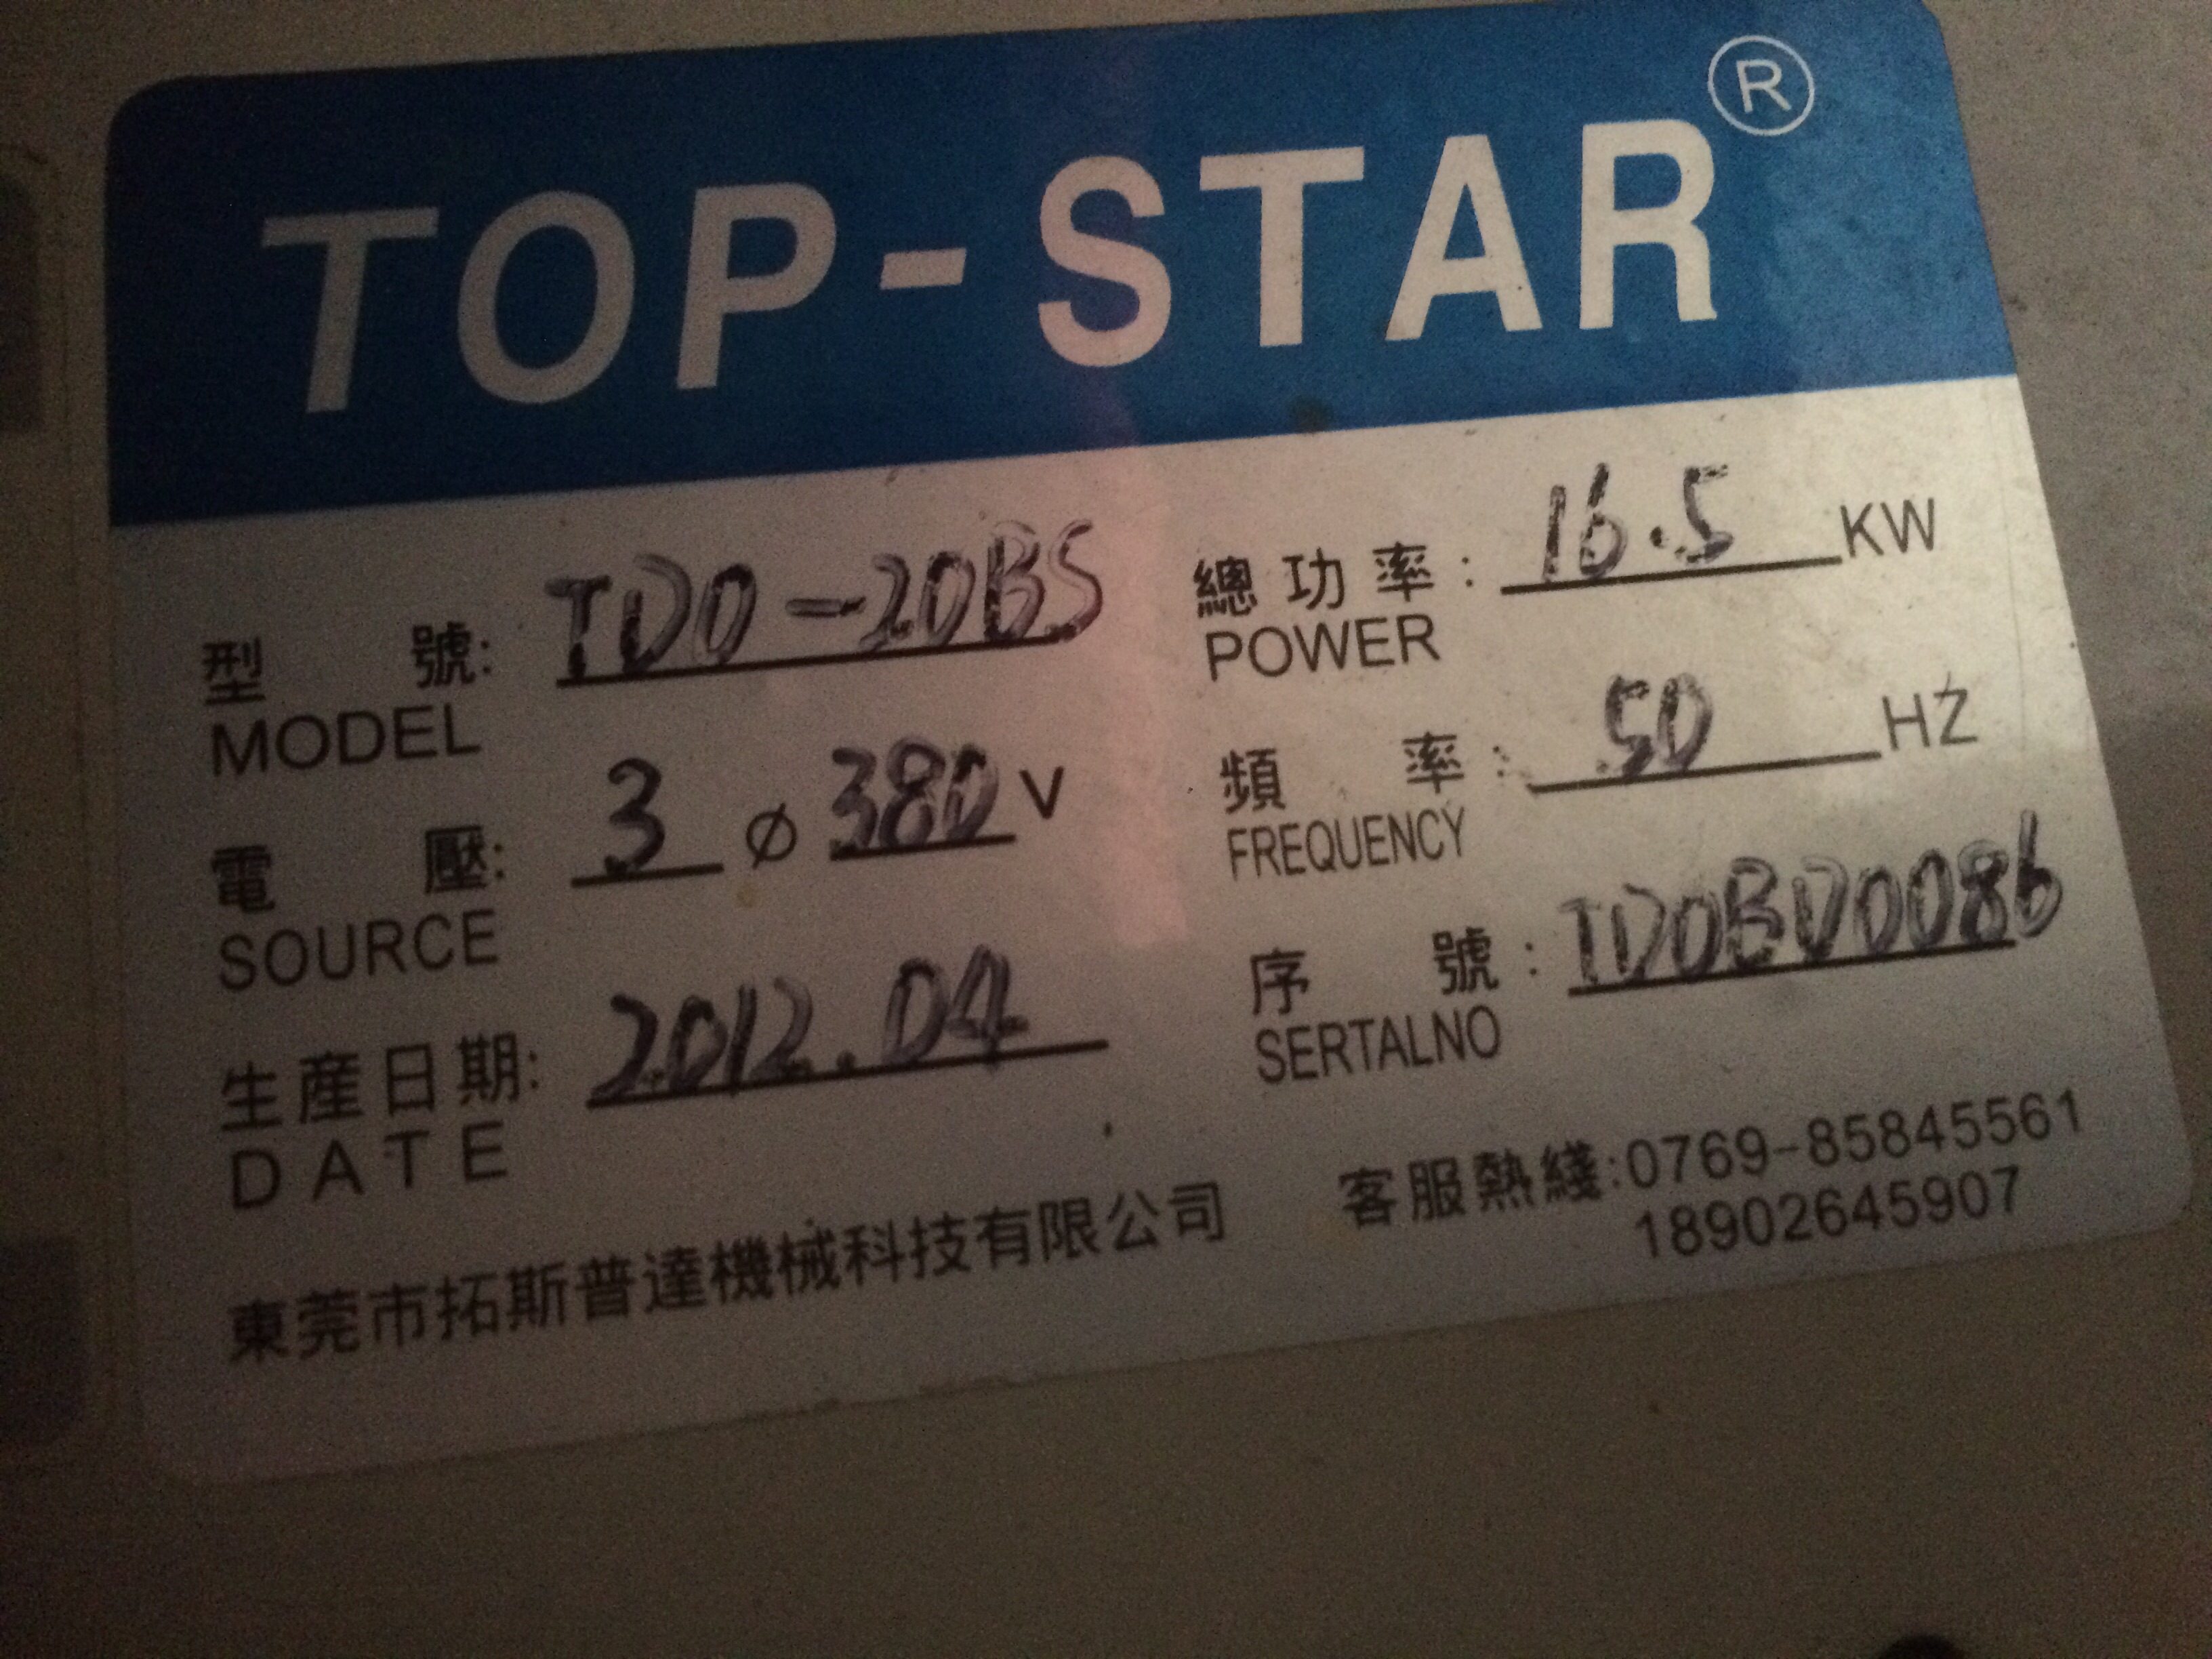 TOP-STAR®
型 號: TDO-20BS
MODEL
總功率: 16.5 KW
POWER
電 壓: 3 Ø 380 V
SOURCE
頻 率: 50 HZ
FREQUENCY
生產日期: 2012.04
DATE
序 號: TDOBD0086
SERTALNO
東莞市拓斯普達機械科技有限公司
客服熱綫:0769-85845561
18902645907